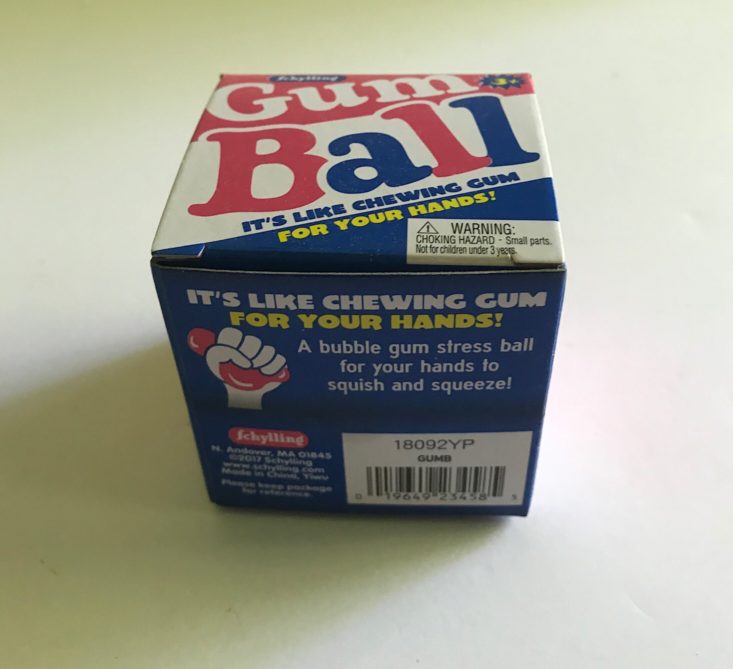 Schylling
3+
Gum
Ball
IT'S LIKE CHEWING GUM
FOR YOUR HANDS!
WARNING:
CHOKING HAZARD - Small parts.
Not for children under 3 years.
IT'S LIKE CHEWING GUM
FOR YOUR HANDS!
A bubble gum stress ball
for your hands to
squish and squeeze!
Schylling
N. Andover, MA 01845
©2017 Schylling
www.schylling.com
Made in China, Yiwu
Please keep package
for reference.
18092YP
GUMB
0 19649 23458 5